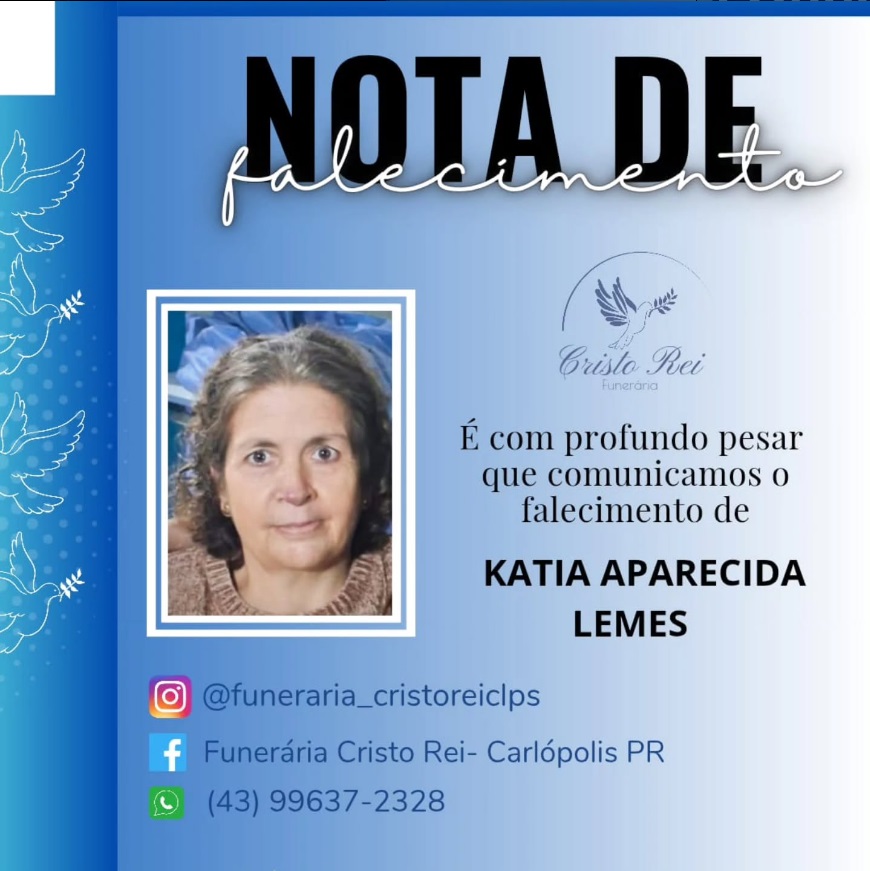 NOTA DE
falecimento
Cristo Rei
Funerária
É com profundo pesar
que comunicamos o
falecimento de
KATIA APARECIDA
LEMES
@funeraria_cristoreiclps
Funerária Cristo Rei- Carlópolis PR
(43) 99637-2328